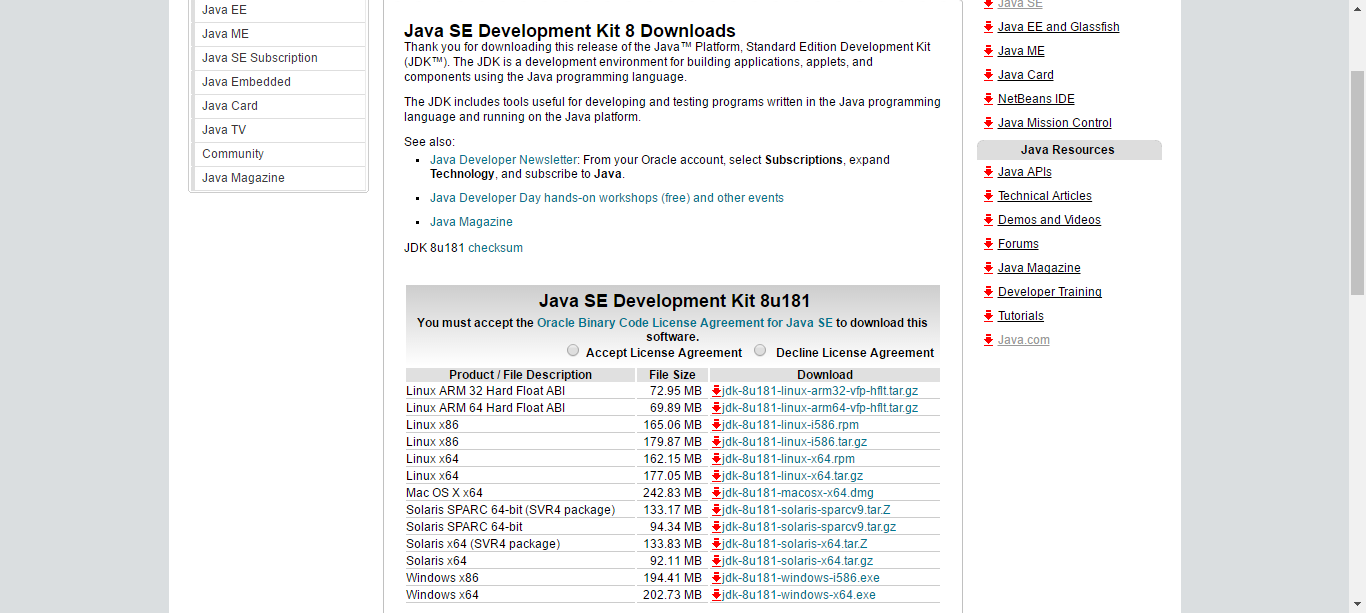 Java EE
Java ME
Java SE Subscription
Java Embedded
Java Card
Java TV
Community
Java Magazine
Java SE Development Kit 8 Downloads
Thank you for downloading this release of the Java™ Platform, Standard Edition Development Kit
(JDK™). The JDK is a development environment for building applications, applets, and
components using the Java programming language.
The JDK includes tools useful for developing and testing programs written in the Java programming
language and running on the Java platform.
See also:
Java Developer Newsletter: From your Oracle account, select Subscriptions, expand
Technology, and subscribe to Java.
Java Developer Day hands-on workshops (free) and other events
Java Magazine
JDK 8u181 checksum
Java SE Development Kit 8u181
You must accept the Oracle Binary Code License Agreement for Java SE to download this
software.
Accept License Agreement Decline License Agreement
Product / File Description File Size Download
Linux ARM 32 Hard Float ABI 72.95 MB jdk-8u181-linux-arm32-vfp-hflt.tar.gz
Linux ARM 64 Hard Float ABI 69.89 MB jdk-8u181-linux-arm64-vfp-hflt.tar.gz
Linux x86 165.06 MB jdk-8u181-linux-i586.rpm
Linux x86 179.87 MB jdk-8u181-linux-i586.tar.gz
Linux x64 162.15 MB jdk-8u181-linux-x64.rpm
Linux x64 177.05 MB jdk-8u181-linux-x64.tar.gz
Mac OS X x64 242.83 MB jdk-8u181-macosx-x64.dmg
Solaris SPARC 64-bit (SVR4 package) 133.17 MB jdk-8u181-solaris-sparcv9.tar.Z
Solaris SPARC 64-bit 94.34 MB jdk-8u181-solaris-sparcv9.tar.gz
Solaris x64 (SVR4 package) 133.83 MB jdk-8u181-solaris-x64.tar.Z
Solaris x64 92.11 MB jdk-8u181-solaris-x64.tar.gz
Windows x86 194.41 MB jdk-8u181-windows-i586.exe
Windows x64 202.73 MB jdk-8u181-windows-x64.exe
Java SE
Java EE and Glassfish
Java ME
Java Card
NetBeans IDE
Java Mission Control
Java Resources
Java APIs
Technical Articles
Demos and Videos
Forums
Java Magazine
Developer Training
Tutorials
Java.com